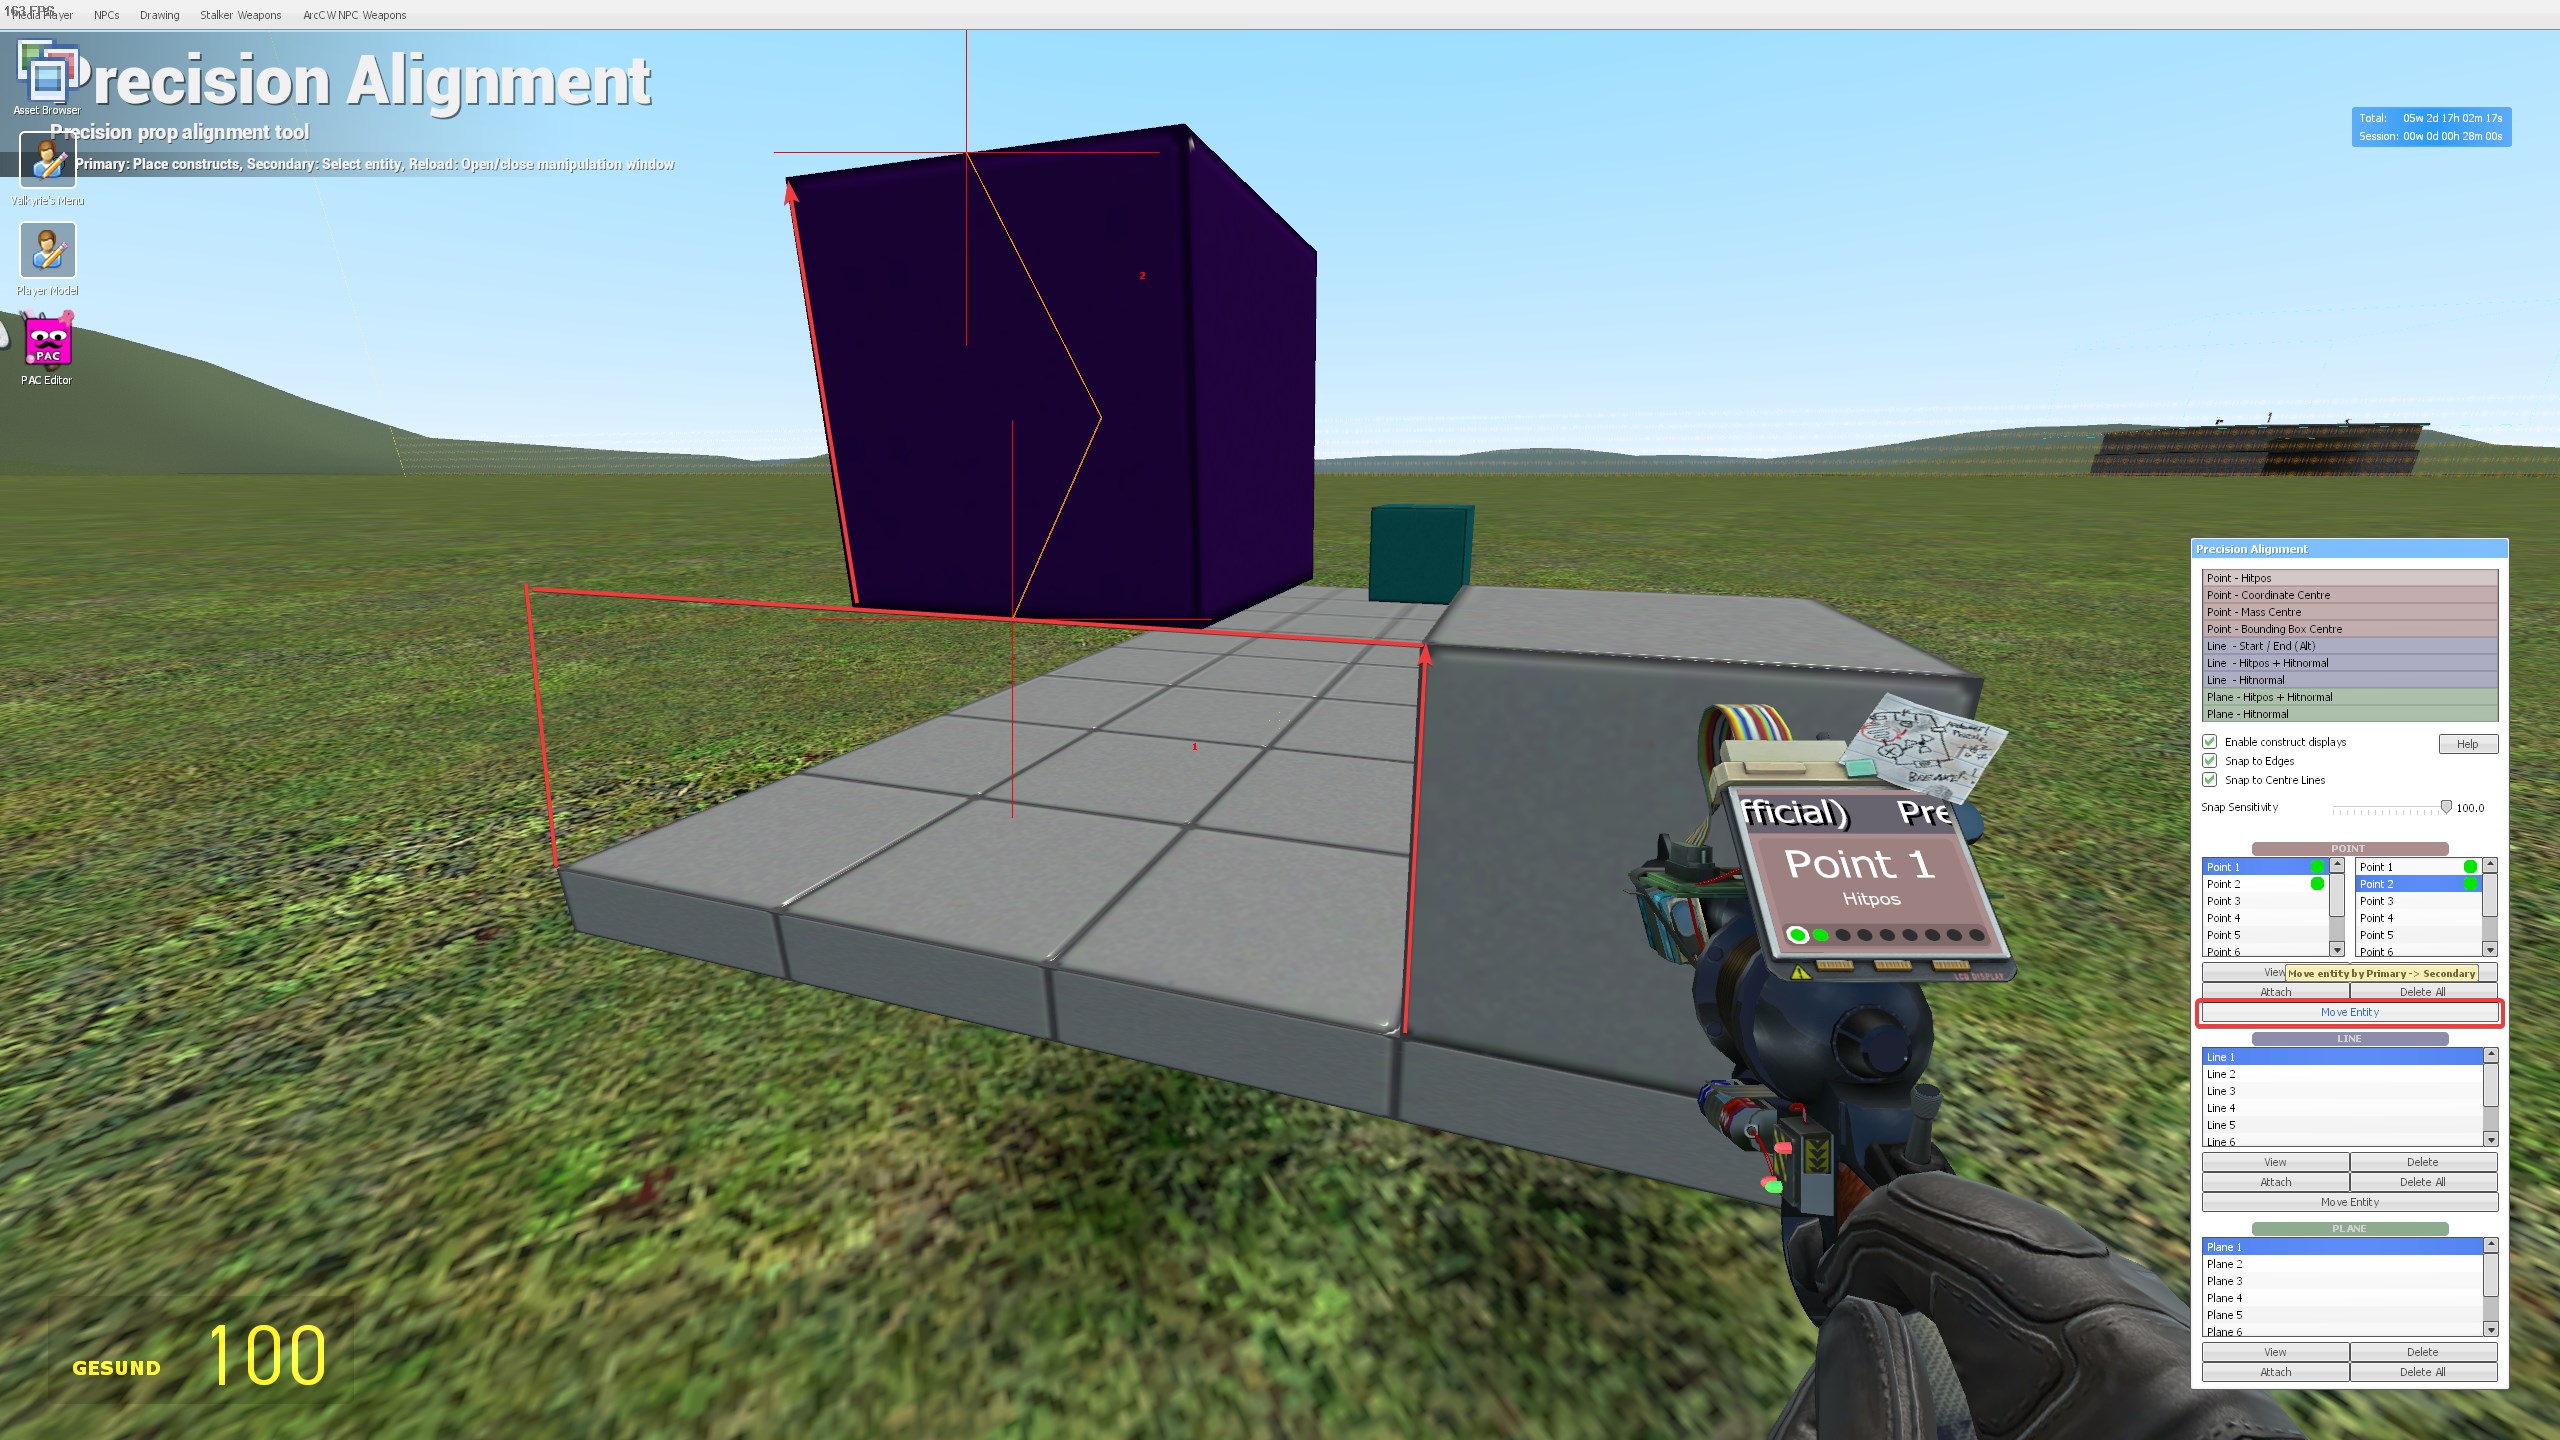 163 FPS
Media Player NPCs Drawing Stalker Weapons ArcCW NPC Weapons
Precision Alignment
Asset Browser
Precision prop alignment tool
Primary: Place constructs, Secondary: Select entity, Reload: Open/close manipulation window
Valkyrie's Menu
Player Model
PAC
PAC Editor
Total: 05w 2d 17h 02m 17s
Session: 00w 0d 00h 28m 00s
2
1
Precision Alignment
Point - Hitpos
Point - Coordinate Centre
Point - Mass Centre
Point - Bounding Box Centre
Line - Start / End (Alt)
Line - Hitpos + Hitnormal
Line - Hitnormal
Plane - Hitpos + Hitnormal
Plane - Hitnormal
Enable construct displays
Help
Snap to Edges
Snap to Centre Lines
Snap Sensitivity 100.0
POINT
Point 1 Point 1
Point 2 Point 2
Point 3 Point 3
Point 4 Point 4
Point 5 Point 5
Point 6 Point 6
View
Move entity by Primary -> Secondary
Attach Delete All
Move Entity
LINE
Line 1
Line 2
Line 3
Line 4
Line 5
Line 6
View Delete
Attach Delete All
Move Entity
PLANE
Plane 1
Plane 2
Plane 3
Plane 4
Plane 5
Plane 6
View Delete
Attach Delete All
BREAKER!
fficial) Pre
Point 1
Hitpos
LCD DISPLAY
GESUND 100